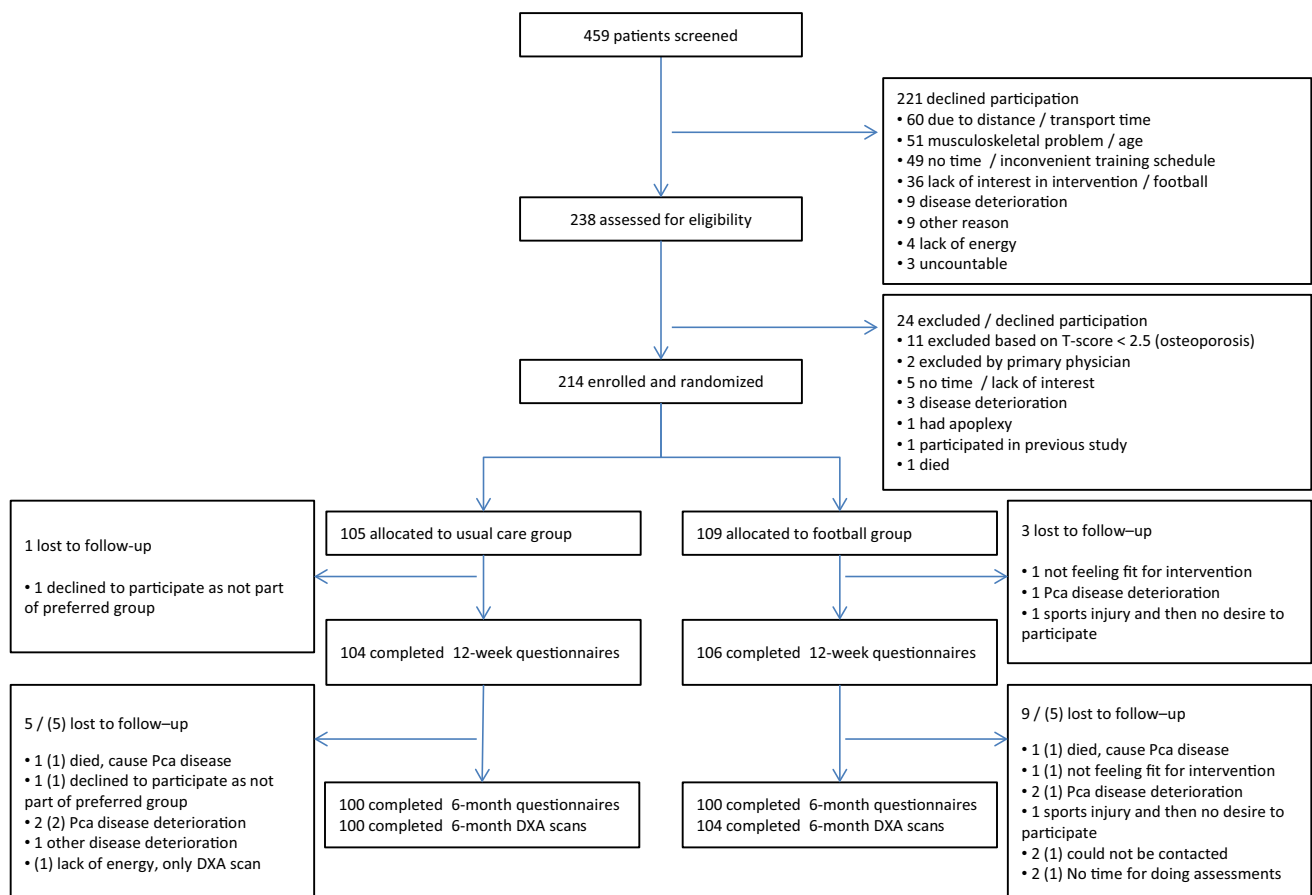 459 patients screened
221 declined participation
• 60 due to distance / transport time
• 51 musculoskeletal problem / age
• 49 no time / inconvenient training schedule
• 36 lack of interest in intervention / football
• 9 disease deterioration
• 9 other reason
• 4 lack of energy
• 3 uncountable
238 assessed for eligibility
24 excluded / declined participation
• 11 excluded based on T-score < 2.5 (osteoporosis)
• 2 excluded by primary physician
• 5 no time / lack of interest
• 3 disease deterioration
• 1 had apoplexy
• 1 participated in previous study
• 1 died
214 enrolled and randomized
105 allocated to usual care group
109 allocated to football group
1 lost to follow-up
• 1 declined to participate as not part
of preferred group
3 lost to follow–up
• 1 not feeling fit for intervention
• 1 Pca disease deterioration
• 1 sports injury and then no desire to
participate
104 completed 12-week questionnaires
106 completed 12-week questionnaires
5 / (5) lost to follow–up
• 1 (1) died, cause Pca disease
• 1 (1) declined to participate as not
part of preferred group
• 2 (2) Pca disease deterioration
• 1 other disease deterioration
• (1) lack of energy, only DXA scan
9 / (5) lost to follow–up
• 1 (1) died, cause Pca disease
• 1 (1) not feeling fit for intervention
• 2 (1) Pca disease deterioration
• 1 sports injury and then no desire to
participate
• 2 (1) could not be contacted
• 2 (1) No time for doing assessments
100 completed 6-month questionnaires
100 completed 6-month DXA scans
100 completed 6-month questionnaires
104 completed 6-month DXA scans